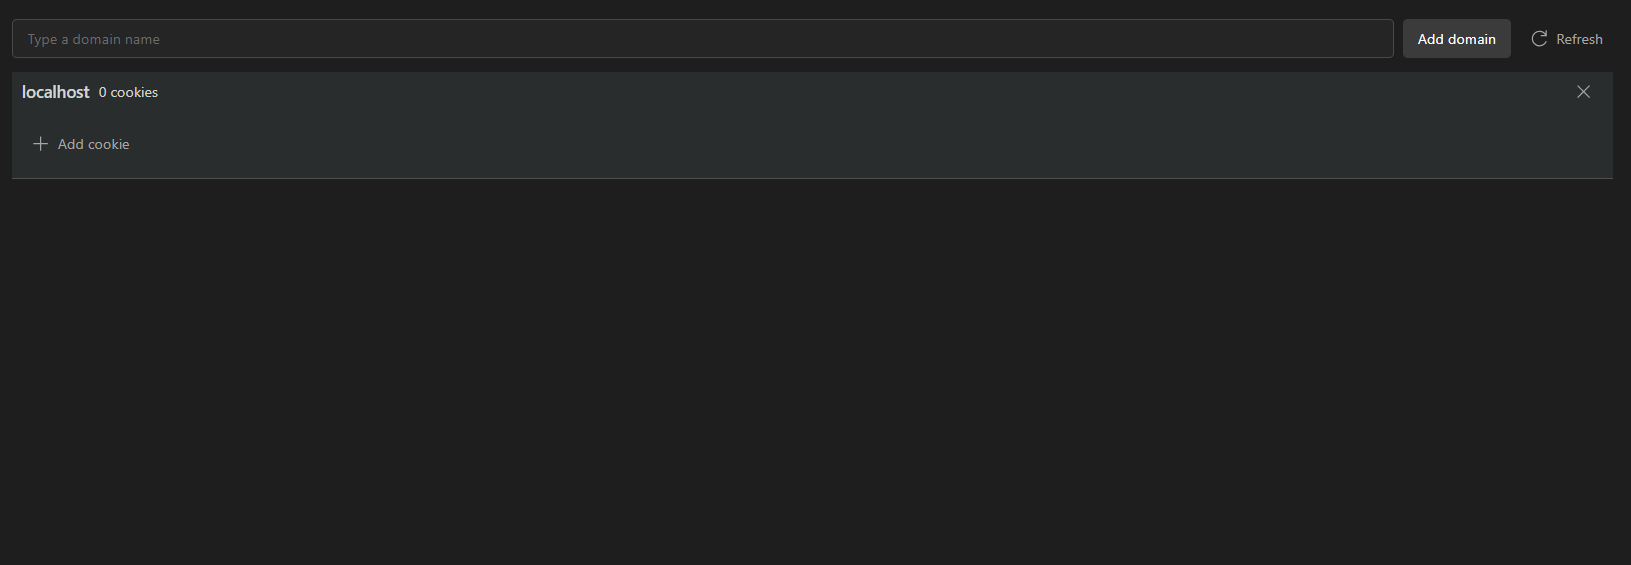 Type a domain name
Add domain
Refresh
localhost 0 cookies
Add cookie